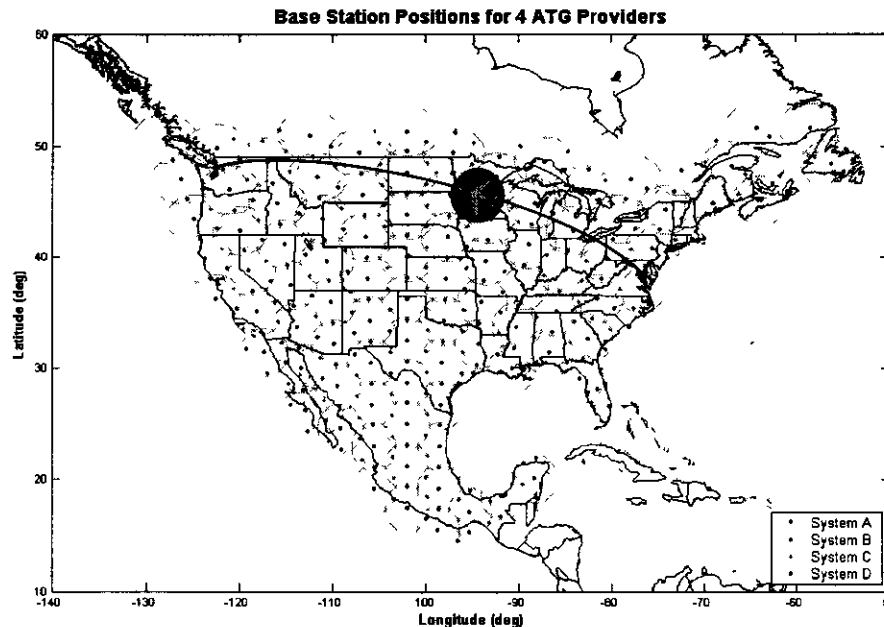 Base Station Positions for 4 ATG Providers
60
50
40
30
20
10
Latitude (deg)
-140
-130
-120
-110
-100
-90
-80
-70
-60
Longitude (deg)
System A
System B
System C
System D